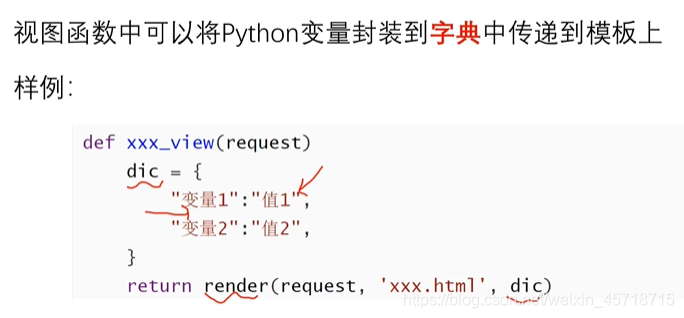 视图函数中可以将Python变量封装到字典中传递到模板上
样例：
def xxx_view(request)
    dic = {
        "变量1":"值1",
        "变量2":"值2",
    }
    return render(request, 'xxx.html', dic)
https://blog.csdn.net/weixin_45718715